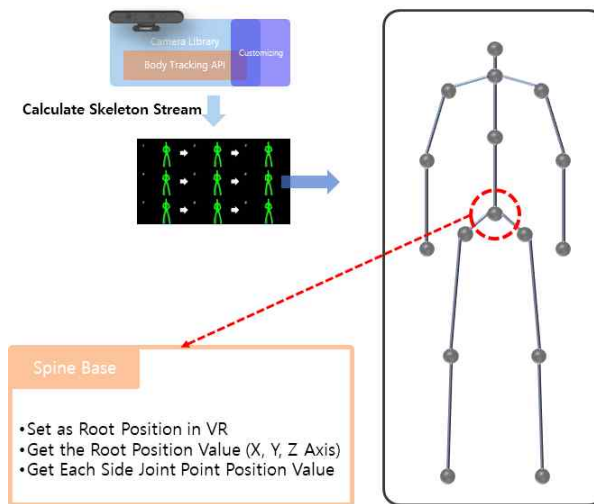 Camera Library
Customizing
Body Tracking API
Calculate Skeleton Stream
Spine Base
•Set as Root Position in VR
•Get the Root Position Value (X, Y, Z Axis)
•Get Each Side Joint Point Position Value